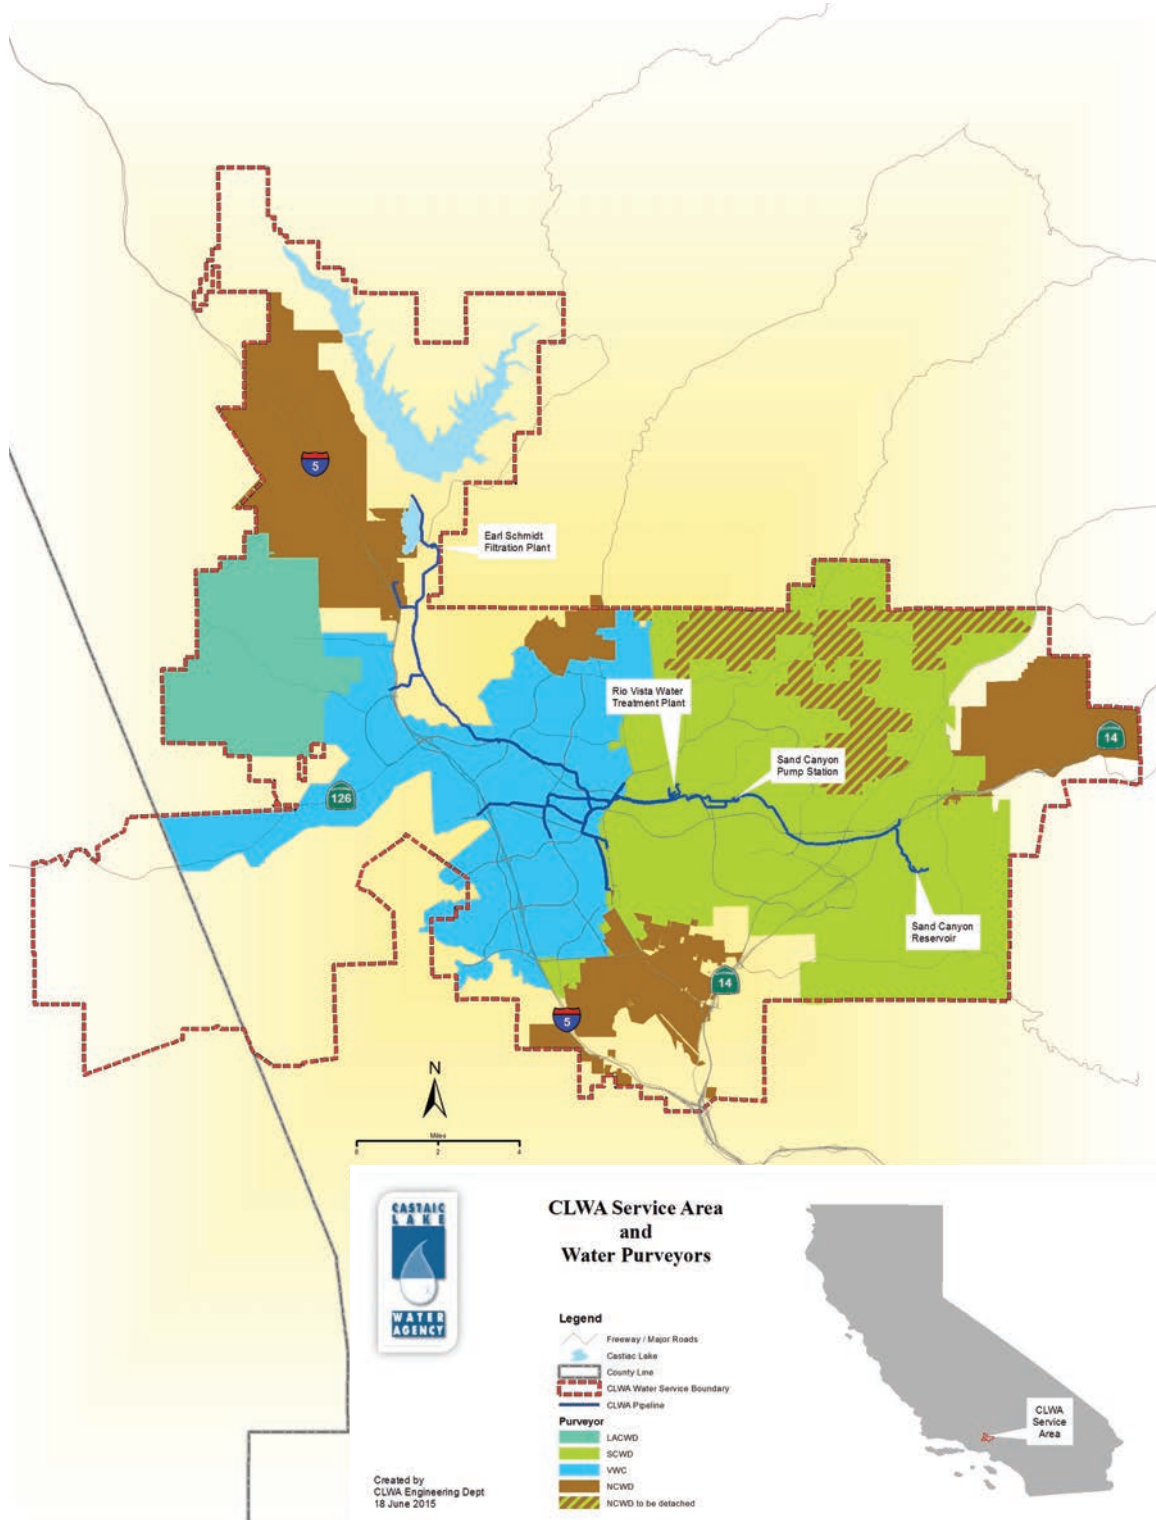 5
Earl Schmidt
Filtration Plant
Rio Vista Water
Treatment Plant
14
Sand Canyon
Pump Station
126
Sand Canyon
Reservoir
14
5
N
Miles
0 2 4
CASTAIC
LAKE
WATER
AGENCY
CLWA Service Area
and
Water Purveyors
Legend
Freeway / Major Roads
Castiac Lake
County Line
CLWA Water Service Boundary
CLWA Pipeline
Purveyor
LACWD
SCWD
VWC
NCWD
NCWD to be detached
CLWA
Service
Area
Created by
CLWA Engineering Dept
18 June 2015